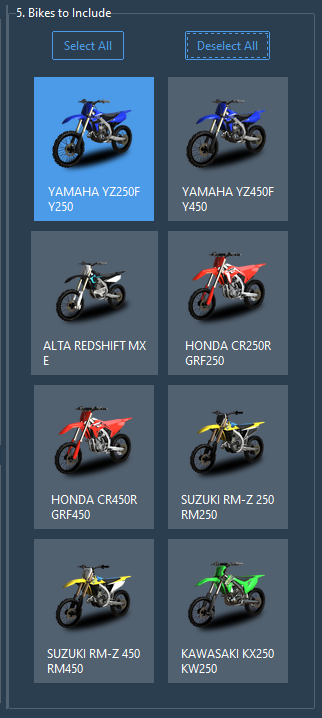 5. Bikes to Include
Select All
Deselect All
YAMAHA YZ250F
Y250
YAMAHA YZ450F
Y450
ALTA REDSHIFT MX
E
HONDA CR250R
GRF250
HONDA CR450R
GRF450
SUZUKI RM-Z 250
RM250
SUZUKI RM-Z 450
RM450
KAWASAKI KX250
KW250